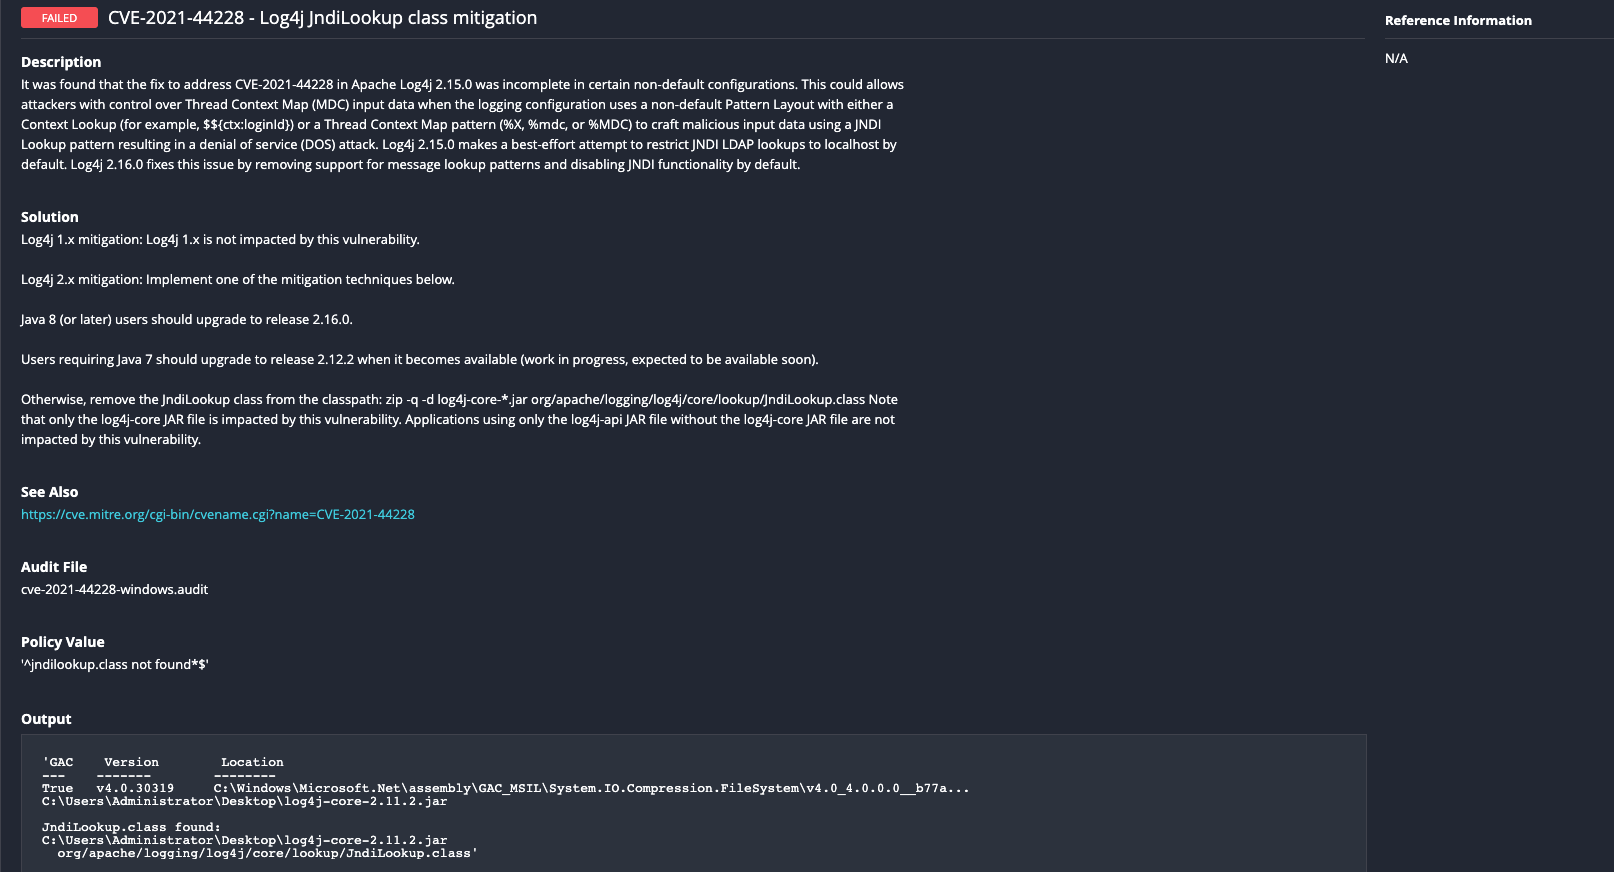 FAILED CVE-2021-44228 - Log4j JndiLookup class mitigation
Reference Information
N/A
Description
It was found that the fix to address CVE-2021-44228 in Apache Log4j 2.15.0 was incomplete in certain non-default configurations. This could allows
attackers with control over Thread Context Map (MDC) input data when the logging configuration uses a non-default Pattern Layout with either a
Context Lookup (for example, $${ctx:loginId}) or a Thread Context Map pattern (%X, %mdc, or %MDC) to craft malicious input data using a JNDI
Lookup pattern resulting in a denial of service (DOS) attack. Log4j 2.15.0 makes a best-effort attempt to restrict JNDI LDAP lookups to localhost by
default. Log4j 2.16.0 fixes this issue by removing support for message lookup patterns and disabling JNDI functionality by default.
Solution
Log4j 1.x mitigation: Log4j 1.x is not impacted by this vulnerability.
Log4j 2.x mitigation: Implement one of the mitigation techniques below.
Java 8 (or later) users should upgrade to release 2.16.0.
Users requiring Java 7 should upgrade to release 2.12.2 when it becomes available (work in progress, expected to be available soon).
Otherwise, remove the JndiLookup class from the classpath: zip -q -d log4j-core-*.jar org/apache/logging/log4j/core/lookup/JndiLookup.class Note
that only the log4j-core JAR file is impacted by this vulnerability. Applications using only the log4j-api JAR file without the log4j-core JAR file are not
impacted by this vulnerability.
See Also
https://cve.mitre.org/cgi-bin/cvename.cgi?name=CVE-2021-44228
Audit File
cve-2021-44228-windows.audit
Policy Value
'^jndilookup.class not found*$'
Output
'GAC    Version        Location
---    -------        --------
True   v4.0.30319     C:\Windows\Microsoft.Net\assembly\GAC_MSIL\System.IO.Compression.FileSystem\v4.0_4.0.0.0__b77a...
C:\Users\Administrator\Desktop\log4j-core-2.11.2.jar
JndiLookup.class found:
C:\Users\Administrator\Desktop\log4j-core-2.11.2.jar
  org/apache/logging/log4j/core/lookup/JndiLookup.class'